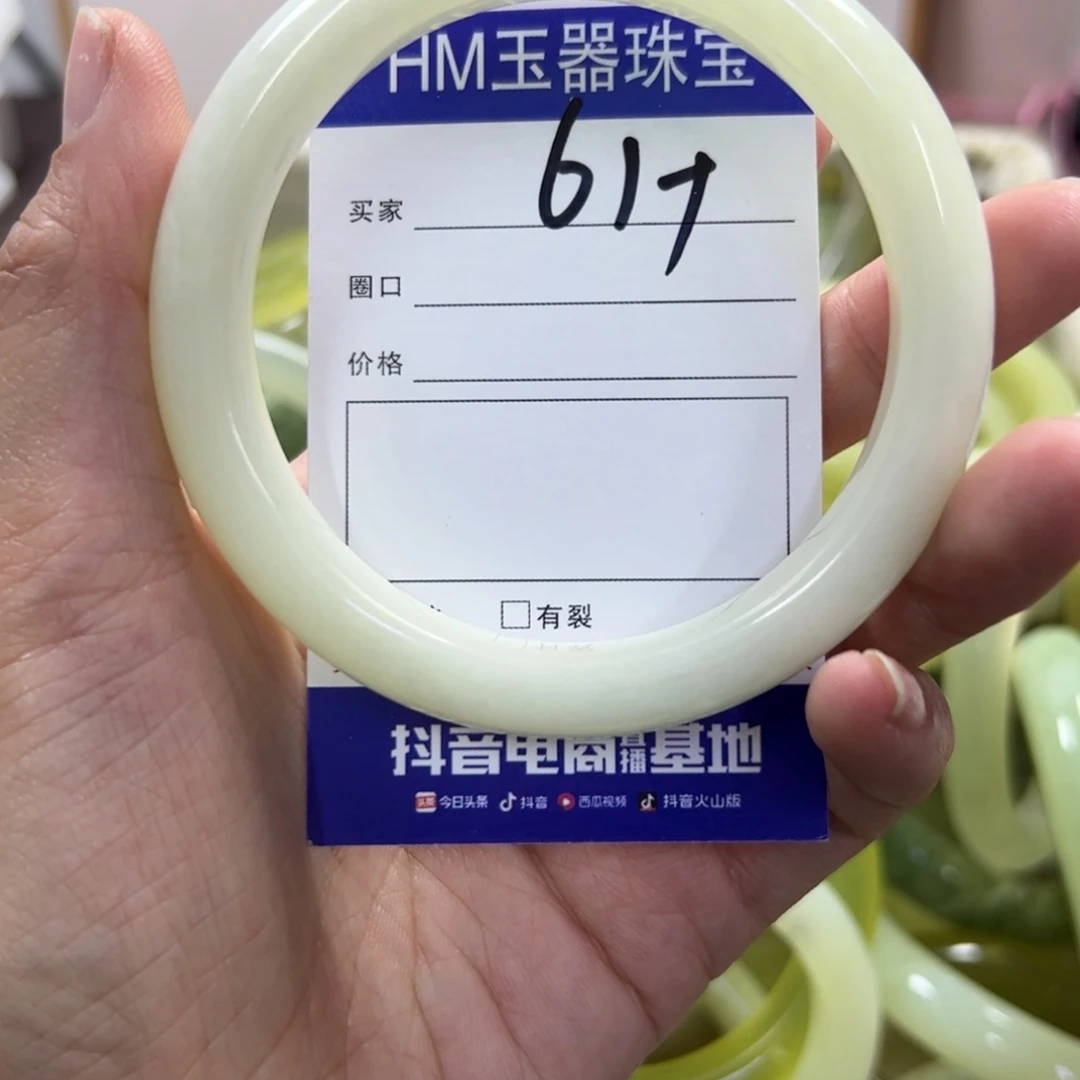 HM玉器珠宝
617
买家
圈口
价格
有裂
抖音电商直播基地
头条 今日头条 抖音 西瓜视频 抖音火山版